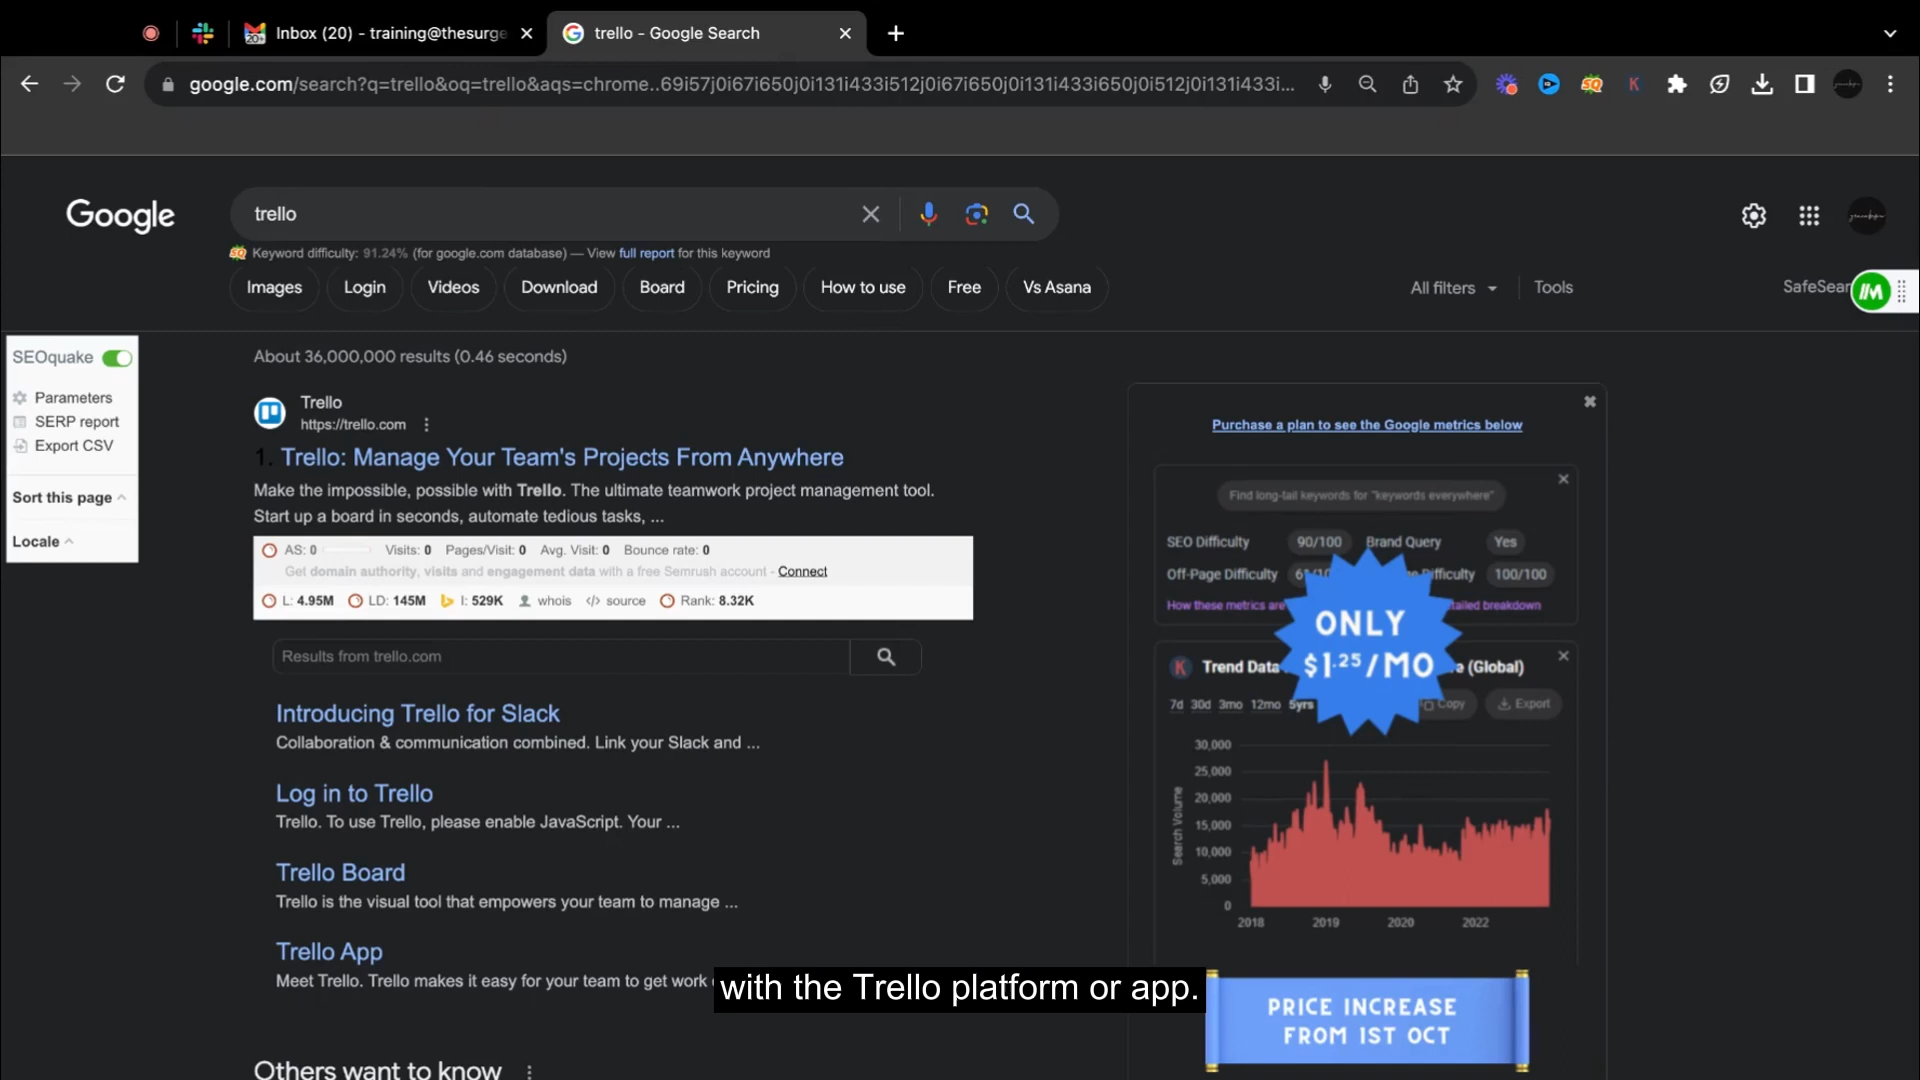 Inbox (20) - training@thesurge
trello - Google Search
google.com/search?q=trello&oq=trello&aqs=chrome..69i57j0i67i650j0i131i433i512j0i67i650j0i131i433i650j0i512j0i131i433i...
Google
trello
Keyword difficulty: 91.24% (for google.com database) — View full report for this keyword
Images
Login
Videos
Download
Board
Pricing
How to use
Free
Vs Asana
All filters
Tools
SafeSear
SEOquake
Parameters
SERP report
Export CSV
Sort this page
Locale
About 36,000,000 results (0.46 seconds)
Trello
https://trello.com
1. Trello: Manage Your Team's Projects From Anywhere
Make the impossible, possible with Trello. The ultimate teamwork project management tool.
Start up a board in seconds, automate tedious tasks, ...
AS: 0 Visits: 0 Pages/Visit: 0 Avg. Visit: 0 Bounce rate: 0
Get domain authority, visits and engagement data with a free Semrush account - Connect
L: 4.95M LD: 145M I: 529K whois </> source Rank: 8.32K
Results from trello.com
Introducing Trello for Slack
Collaboration & communication combined. Link your Slack and ...
Log in to Trello
Trello. To use Trello, please enable JavaScript. Your ...
Trello Board
Trello is the visual tool that empowers your team to manage ...
Trello App
Meet Trello. Trello makes it easy for your team to get work
Others want to know
Purchase a plan to see the Google metrics below
Find long-tail keywords for "keywords everywhere"
SEO Difficulty 90/100 Brand Query Yes
Off-Page Difficulty 100/100
How these metrics are
breakdown
ONLY
$1.25/MO
K Trend Data (Global)
7d 30d 3mo 12mo 5yrs Copy Export
Search Volume
30,000
25,000
20,000
15,000
10,000
5,000
0
2018 2019 2020 2022
PRICE INCREASE
FROM 1ST OCT
with the Trello platform or app.